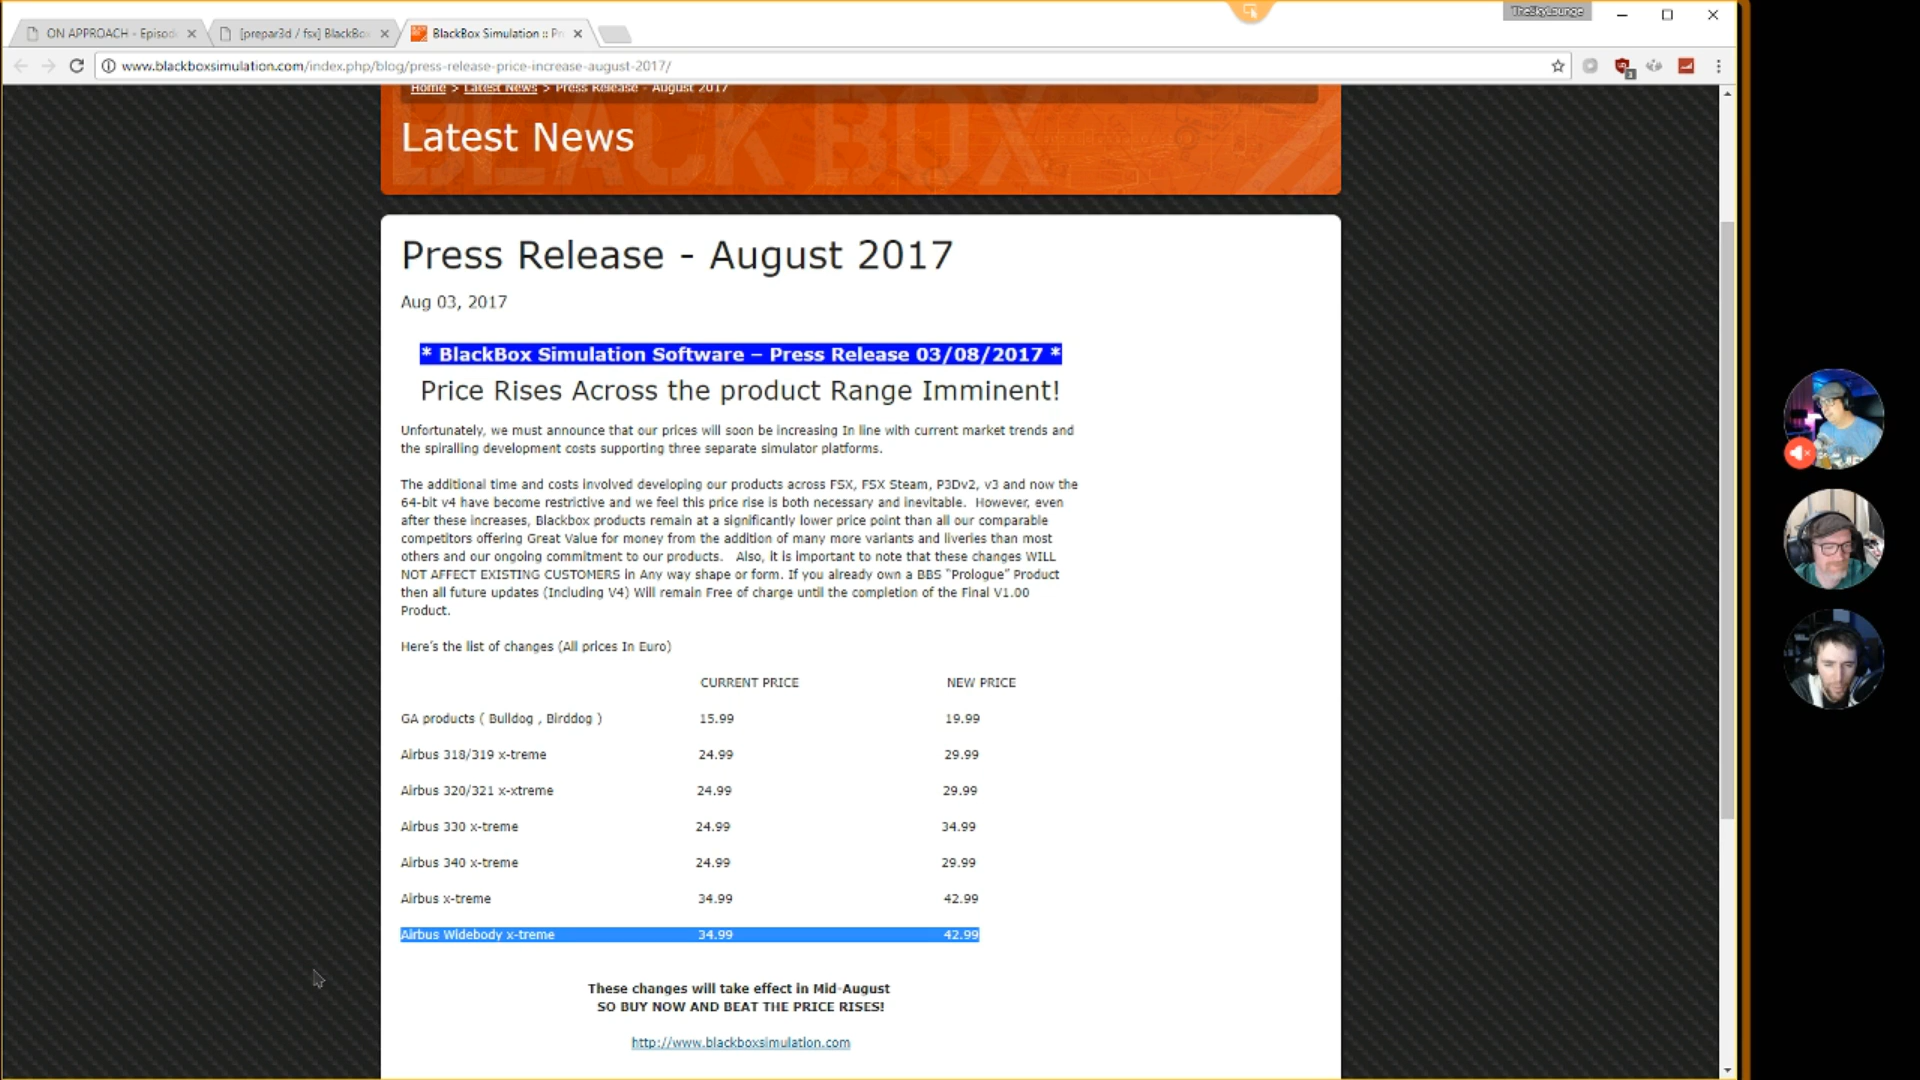 TheSkyLounge
ON APPROACH - Episod
[prepar3d / fsx] BlackBo
BlackBox Simulation :: Pr
www.blackboxsimulation.com/index.php/blog/press-release-price-increase-august-2017/
Home > Latest News > Press Release - August 2017
BLACK BOX
Latest News
Press Release - August 2017
Aug 03, 2017
* BlackBox Simulation Software – Press Release 03/08/2017 *
Price Rises Across the product Range Imminent!
Unfortunately, we must announce that our prices will soon be increasing In line with current market trends and
the spiralling development costs supporting three separate simulator platforms.
The additional time and costs involved developing our products across FSX, FSX Steam, P3Dv2, v3 and now the
64-bit v4 have become restrictive and we feel this price rise is both necessary and inevitable. However, even
after these increases, Blackbox products remain at a significantly lower price point than all our comparable
competitors offering Great Value for money from the addition of many more variants and liveries than most
others and our ongoing commitment to our products. Also, it is important to note that these changes WILL
NOT AFFECT EXISTING CUSTOMERS in Any way shape or form. If you already own a BBS "Prologue" Product
then all future updates (Including V4) Will remain Free of charge until the completion of the Final V1.00
Product.
Here's the list of changes (All prices In Euro)
CURRENT PRICE NEW PRICE
GA products ( Bulldog , Birddog ) 15.99 19.99
Airbus 318/319 x-treme 24.99 29.99
Airbus 320/321 x-xtreme 24.99 29.99
Airbus 330 x-treme 24.99 34.99
Airbus 340 x-treme 24.99 29.99
Airbus x-treme 34.99 42.99
Airbus Widebody x-treme 34.99 42.99
These changes will take effect in Mid-August
SO BUY NOW AND BEAT THE PRICE RISES!
http://www.blackboxsimulation.com